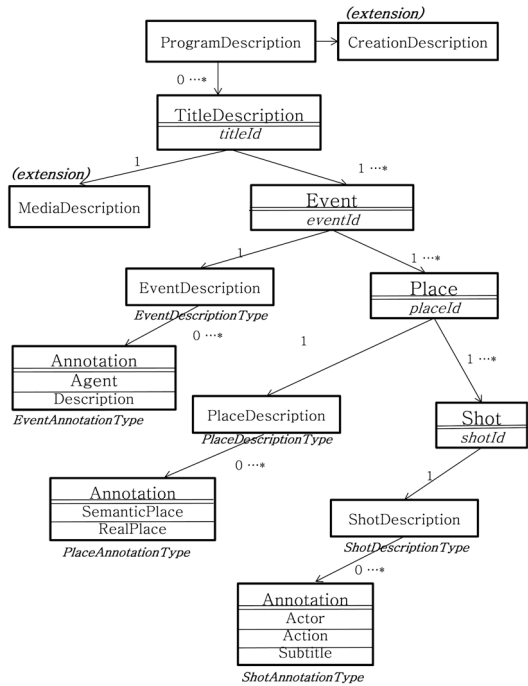 (extension)
ProgramDescription
CreationDescription
0 …*
TitleDescription
titleId
1
1 …*
(extension)
MediaDescription
Event
eventId
1
1 …*
EventDescription
EventDescriptionType
Place
placeId
0 …*
1
1 …*
Annotation
Agent
Description
EventAnnotationType
PlaceDescription
PlaceDescriptionType
Shot
shotId
0 …*
1
Annotation
SemanticPlace
RealPlace
PlaceAnnotationType
ShotDescription
ShotDescriptionType
0 …*
Annotation
Actor
Action
Subtitle
ShotAnnotationType